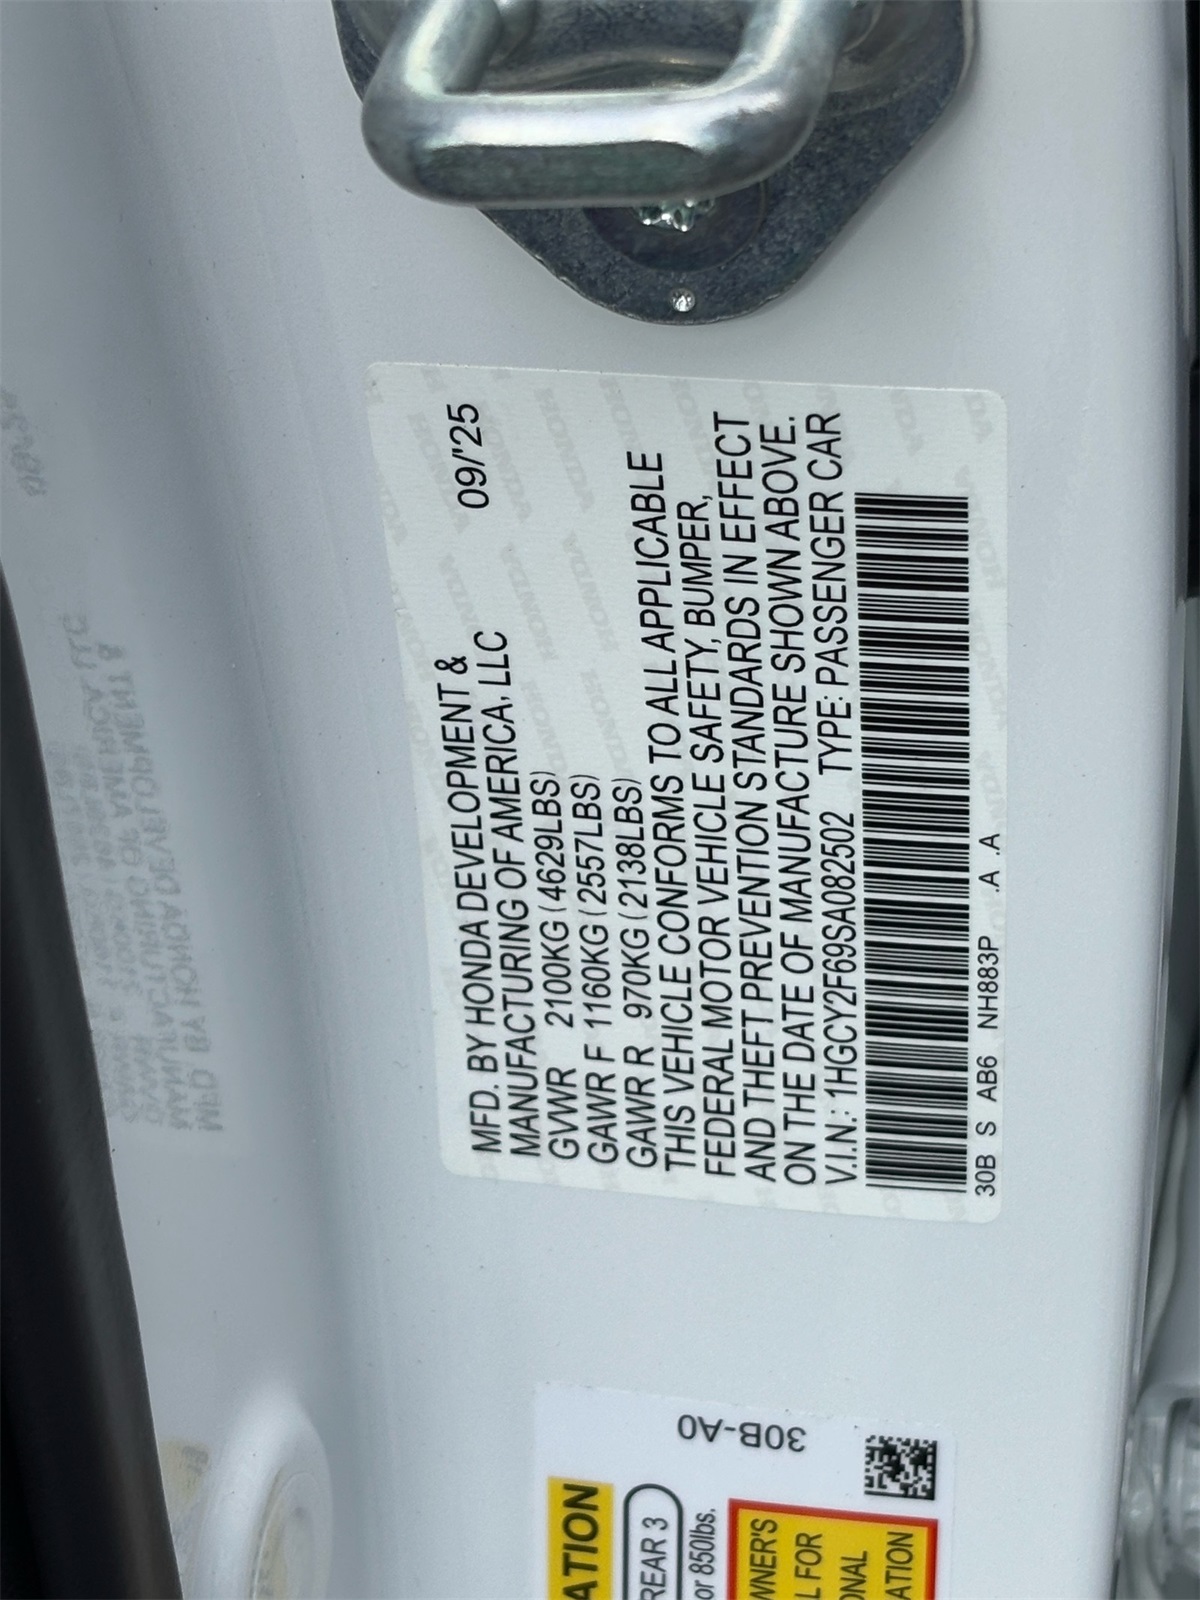 MFD. BY HONDA DEVELOPMENT &
MANUFACTURING OF AMERICA, LLC 09/'25
GVWR 2100KG (4629LBS)
GAWR F 1160KG (2557LBS)
GAWR R 970KG (2138LBS)
THIS VEHICLE CONFORMS TO ALL APPLICABLE
FEDERAL MOTOR VEHICLE SAFETY, BUMPER,
AND THEFT PREVENTION STANDARDS IN EFFECT
ON THE DATE OF MANUFACTURE SHOWN ABOVE.
V.I.N.: 1HGCY2F69SA082502 TYPE: PASSENGER CAR
30B S AB6 NH883P .A .A
30B-A0
ATION
REAR 3
or 850lbs.
WNER'S
L FOR
ONAL
ATION